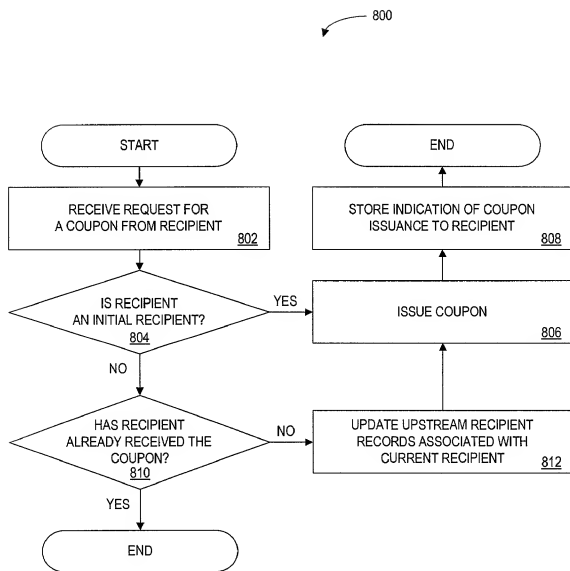 800
START
END
RECEIVE REQUEST FOR
A COUPON FROM RECIPIENT
802
STORE INDICATION OF COUPON
ISSUANCE TO RECIPIENT
808
IS RECIPIENT
AN INITIAL RECIPIENT?
804
YES
ISSUE COUPON
806
NO
HAS RECIPIENT
ALREADY RECEIVED THE
COUPON?
810
NO
UPDATE UPSTREAM RECIPIENT
RECORDS ASSOCIATED WITH
CURRENT RECIPIENT
812
YES
END